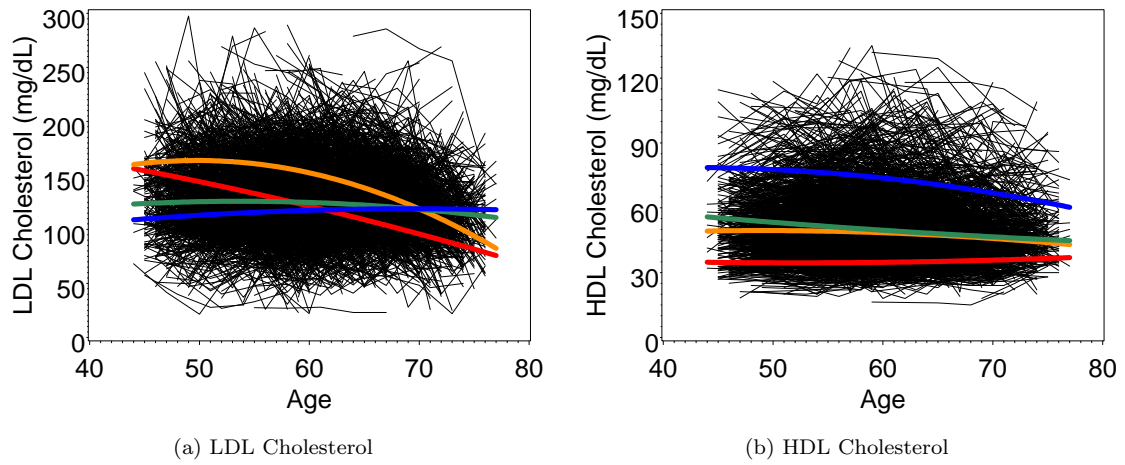 LDL Cholesterol (mg/dL)
300
250
200
150
100
50
0
40 50 60 70 80
Age
(a) LDL Cholesterol
HDL Cholesterol (mg/dL)
150
120
90
60
30
0
40 50 60 70 80
Age
(b) HDL Cholesterol